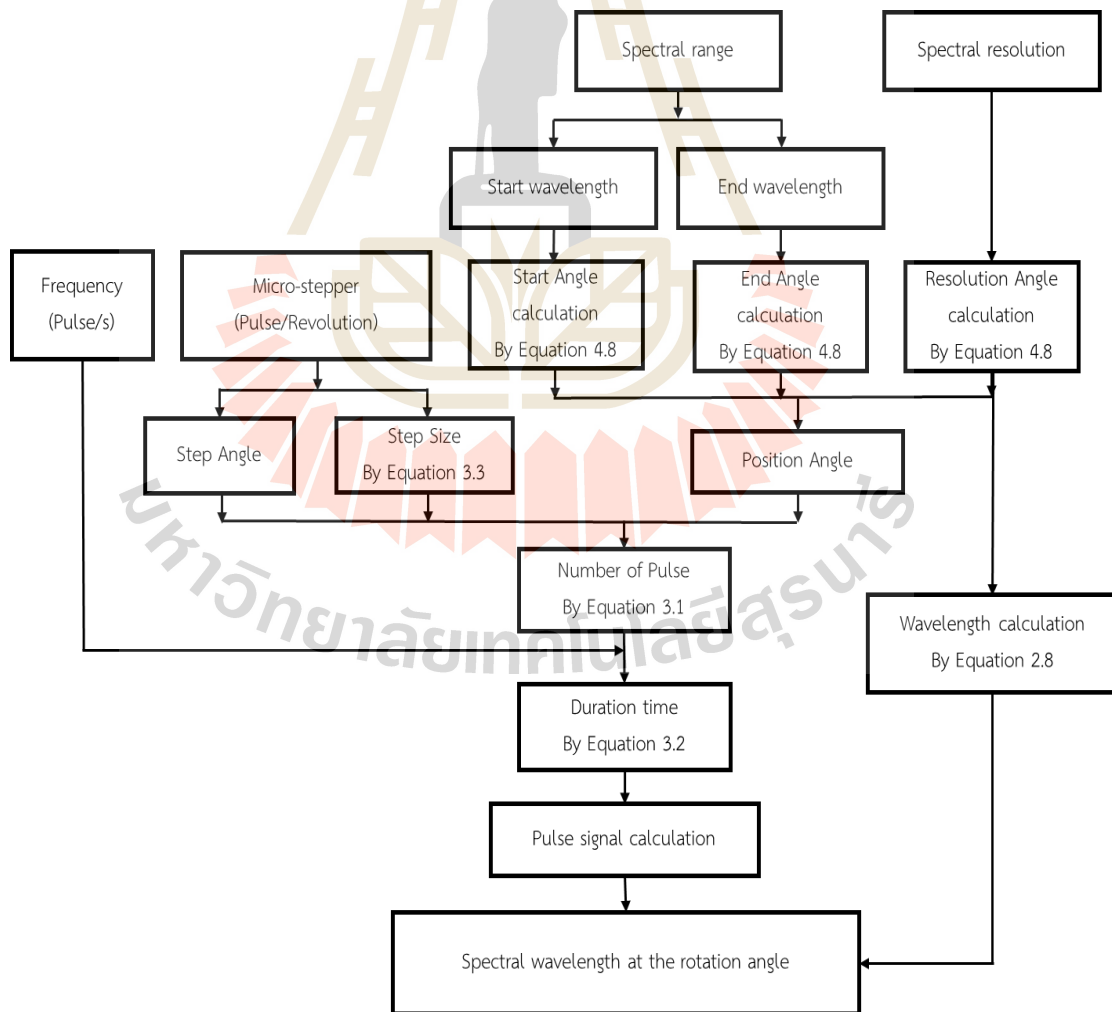 Spectral range
Spectral resolution
Start wavelength
End wavelength
Frequency
(Pulse/s)
Micro-stepper
(Pulse/Revolution)
Start Angle
calculation
By Equation 4.8
End Angle
calculation
By Equation 4.8
Resolution Angle
calculation
By Equation 4.8
Step Angle
Step Size
By Equation 3.3
Position Angle
Number of Pulse
By Equation 3.1
Wavelength calculation
By Equation 2.8
Duration time
By Equation 3.2
Pulse signal calculation
Spectral wavelength at the rotation angle
มหาวิทยาลัยเทคโนโลยีสุรนารี